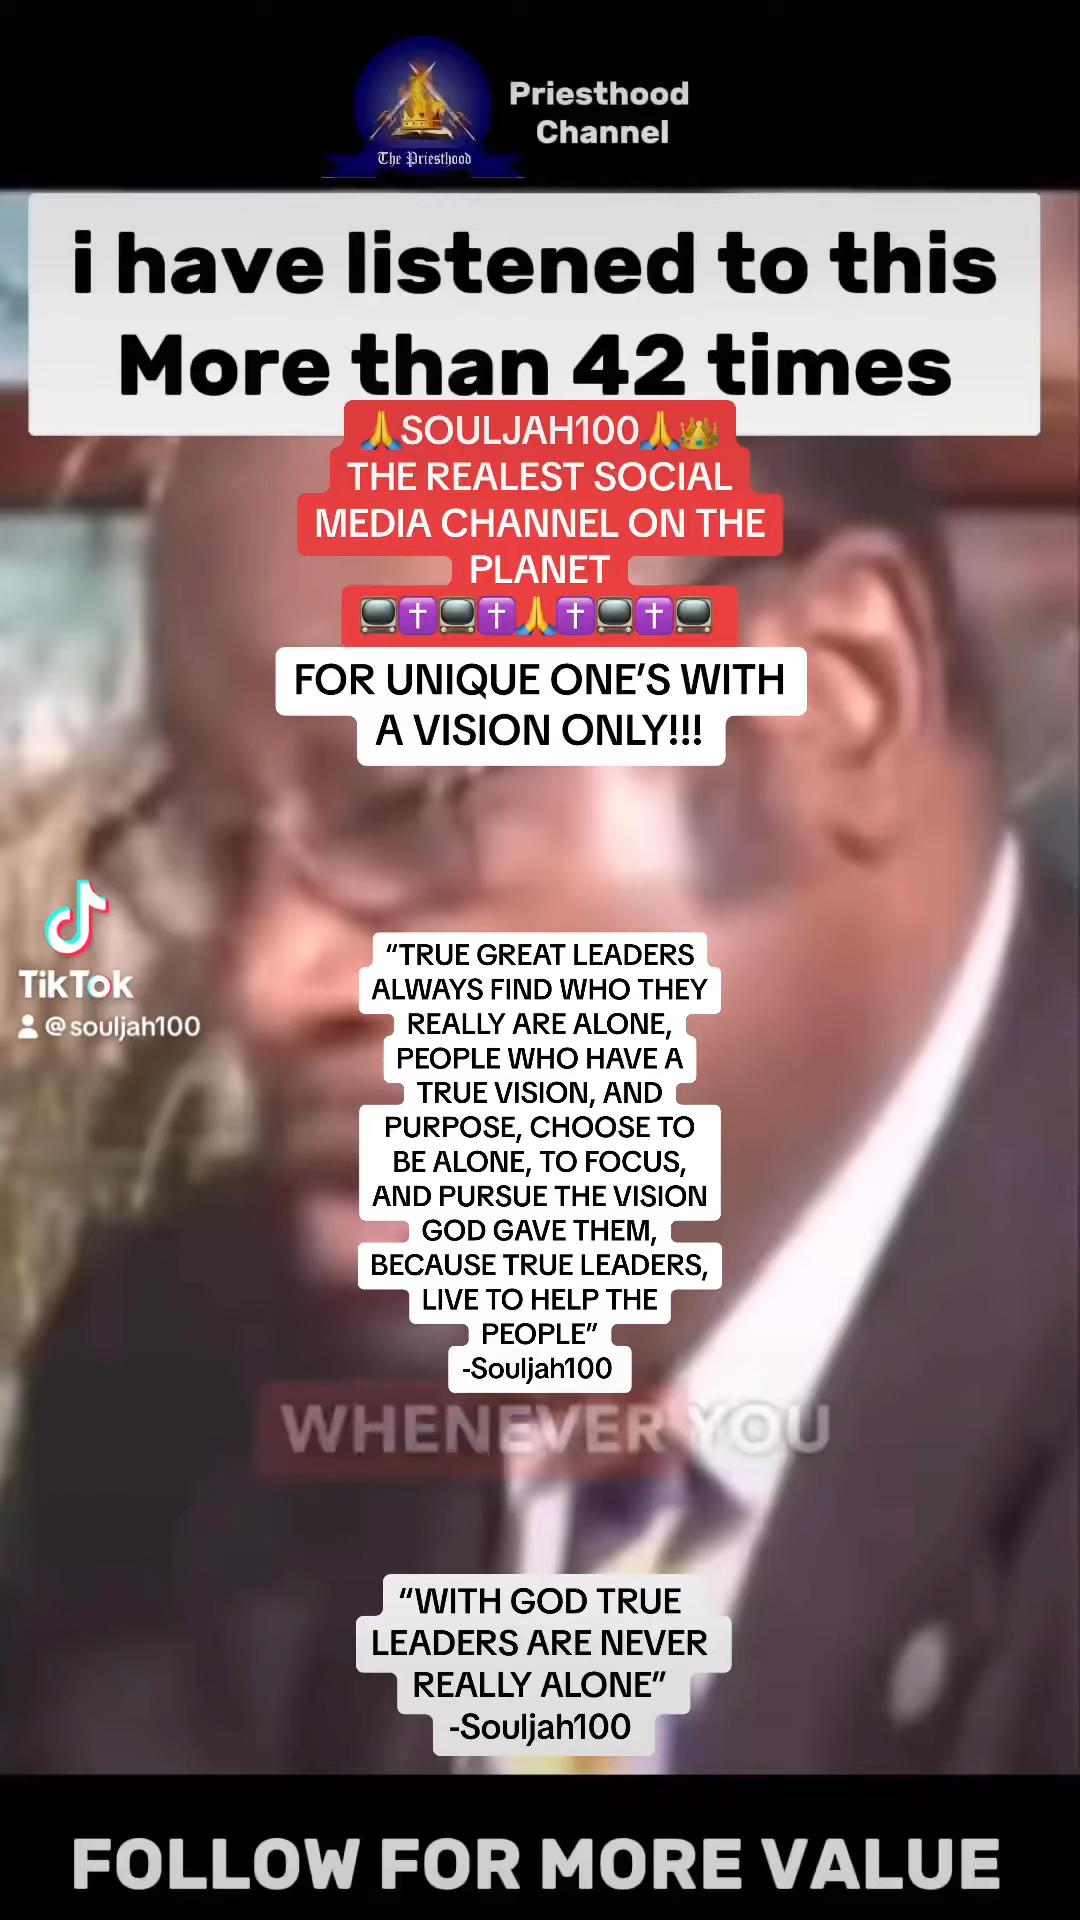 The Priesthood
Priesthood
Channel
i have listened to this
More than 42 times
🙏SOULJAH100🙏👑
THE REALEST SOCIAL
MEDIA CHANNEL ON THE
PLANET
📺✝️📺✝️🙏✝️📺✝️📺
FOR UNIQUE ONE’S WITH
A VISION ONLY!!!
TikTok
@souljah100
“TRUE GREAT LEADERS
ALWAYS FIND WHO THEY
REALLY ARE ALONE,
PEOPLE WHO HAVE A
TRUE VISION, AND
PURPOSE, CHOOSE TO
BE ALONE, TO FOCUS,
AND PURSUE THE VISION
GOD GAVE THEM,
BECAUSE TRUE LEADERS,
LIVE TO HELP THE
PEOPLE”
-Souljah100
WHENEVER YOU
“WITH GOD TRUE
LEADERS ARE NEVER
REALLY ALONE”
-Souljah100
FOLLOW FOR MORE VALUE